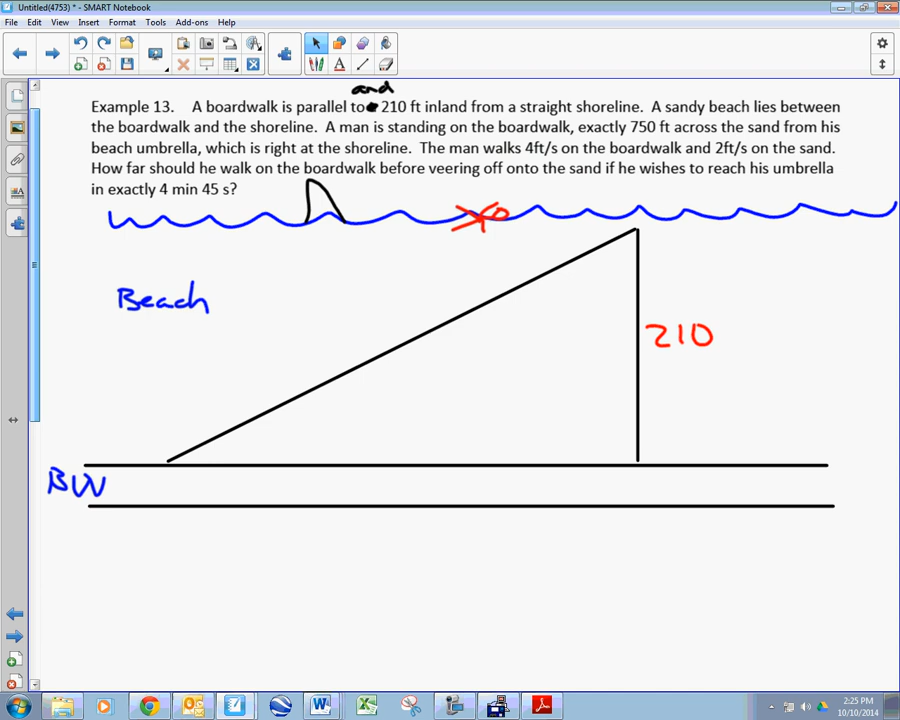 Untitled(4753) * - SMART Notebook
File Edit View Insert Format Tools Add-ons Help
and
Example 13. A boardwalk is parallel to 210 ft inland from a straight shoreline. A sandy beach lies between
the boardwalk and the shoreline. A man is standing on the boardwalk, exactly 750 ft across the sand from his
beach umbrella, which is right at the shoreline. The man walks 4ft/s on the boardwalk and 2ft/s on the sand.
How far should he walk on the boardwalk before veering off onto the sand if he wishes to reach his umbrella
in exactly 4 min 45 s?
Beach
210
BW
2:25 PM
10/10/2014